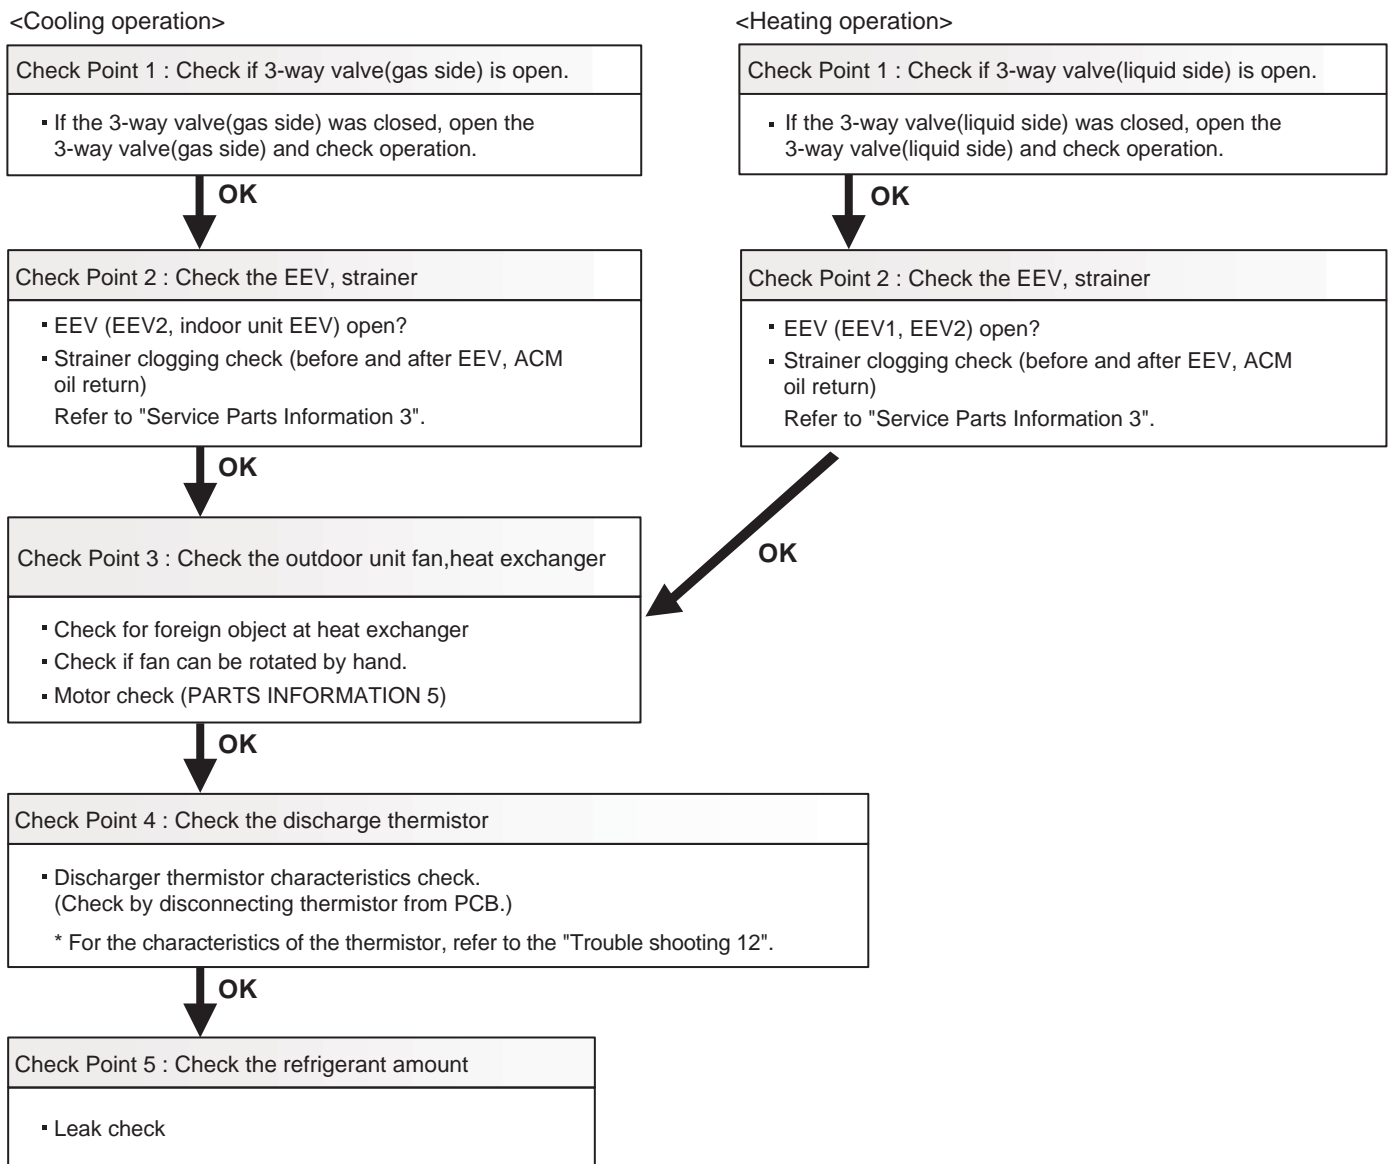 <Cooling operation>
Check Point 1 : Check if 3-way valve(gas side) is open.
▪ If the 3-way valve(gas side) was closed, open the
3-way valve(gas side) and check operation.
OK
Check Point 2 : Check the EEV, strainer
▪ EEV (EEV2, indoor unit EEV) open?
▪ Strainer clogging check (before and after EEV, ACM
oil return)
Refer to "Service Parts Information 3".
OK
<Heating operation>
Check Point 1 : Check if 3-way valve(liquid side) is open.
▪ If the 3-way valve(liquid side) was closed, open the
3-way valve(liquid side) and check operation.
OK
Check Point 2 : Check the EEV, strainer
▪ EEV (EEV1, EEV2) open?
▪ Strainer clogging check (before and after EEV, ACM
oil return)
Refer to "Service Parts Information 3".
OK
Check Point 3 : Check the outdoor unit fan,heat exchanger
▪ Check for foreign object at heat exchanger
▪ Check if fan can be rotated by hand.
▪ Motor check (PARTS INFORMATION 5)
OK
Check Point 4 : Check the discharge thermistor
▪ Discharger thermistor characteristics check.
(Check by disconnecting thermistor from PCB.)
* For the characteristics of the thermistor, refer to the "Trouble shooting 12".
OK
Check Point 5 : Check the refrigerant amount
▪ Leak check